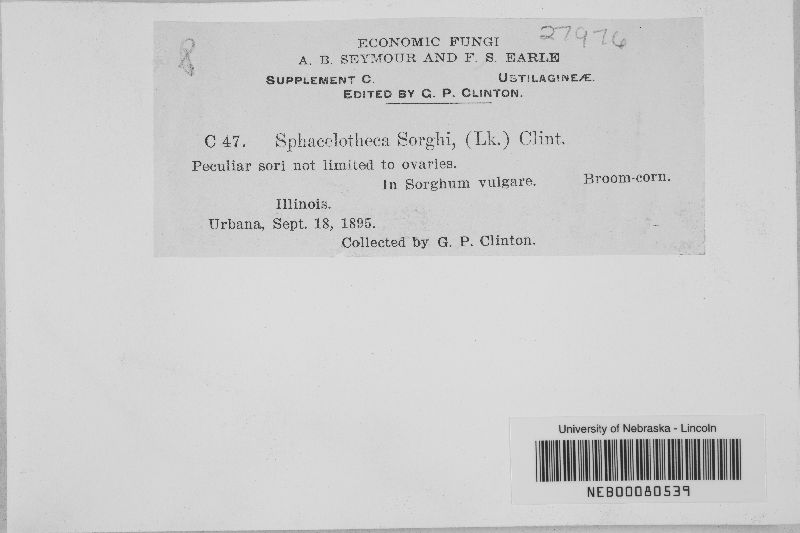 8
27976
ECONOMIC FUNGI
A. B. SEYMOUR AND F. S. EARLE
SUPPLEMENT C. USTILAGINEÆ.
EDITED BY G. P. CLINTON.
C 47. Sphacelotheca Sorghi, (Lk.) Clint.
Peculiar sori not limited to ovaries.
In Sorghum vulgare. Broom-corn.
Illinois.
Urbana, Sept. 18, 1895.
Collected by G. P. Clinton.
University of Nebraska - Lincoln
NEB00080539